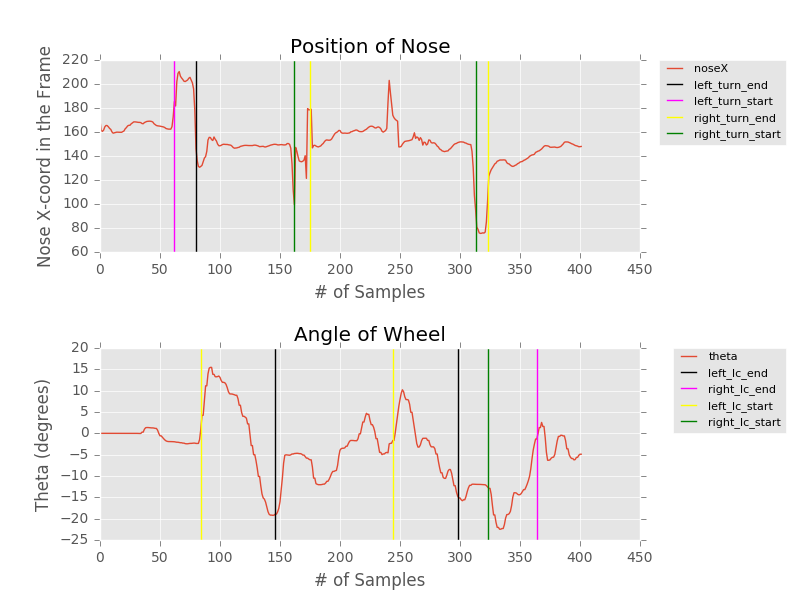 Position of Nose
220
200
180
160
140
120
100
80
60
Nose X-coord in the Frame
0 50 100 150 200 250 300 350 400 450
# of Samples
noseX
left_turn_end
left_turn_start
right_turn_end
right_turn_start
Angle of Wheel
20
15
10
5
0
−5
−10
−15
−20
−25
Theta (degrees)
0 50 100 150 200 250 300 350 400 450
# of Samples
theta
left_lc_end
right_lc_end
left_lc_start
right_lc_start